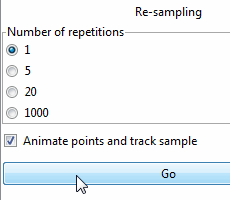 Re-sampling
Number of repetitions
1
5
20
1000
Animate points and track sample
Go